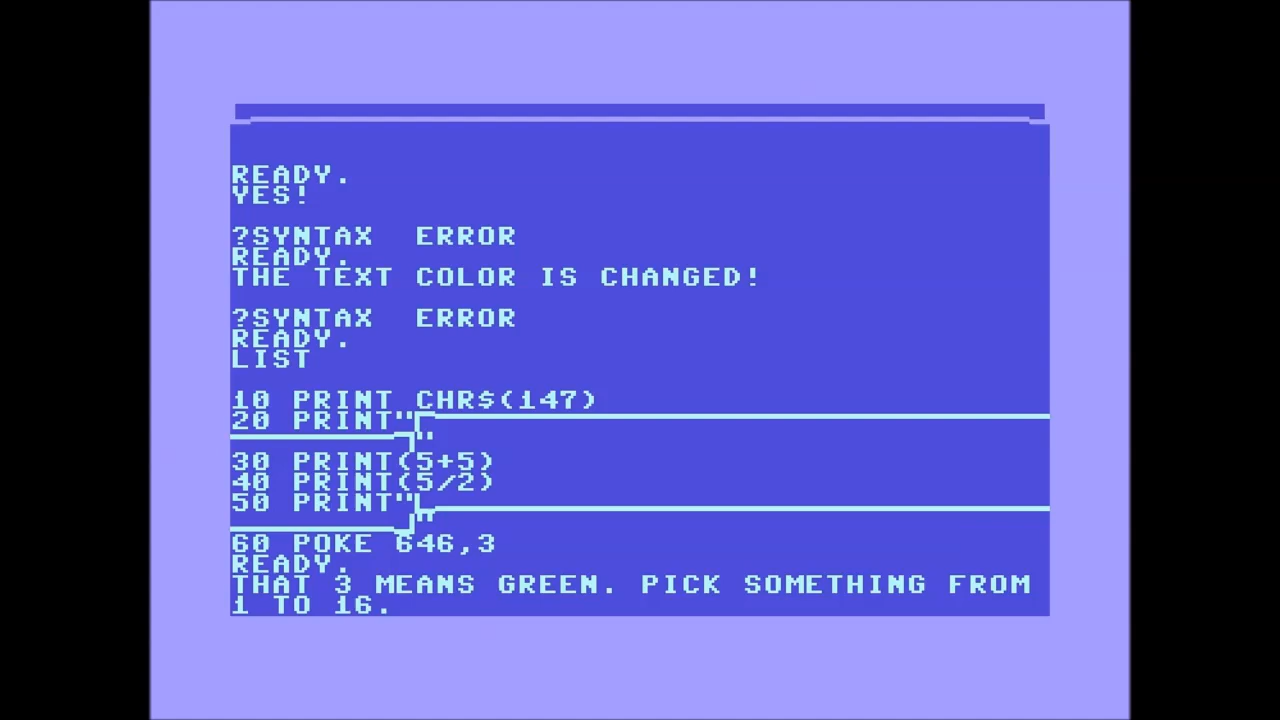 READY.
YES!
?SYNTAX  ERROR
READY.
THE TEXT COLOR IS CHANGED!
?SYNTAX  ERROR
READY.
LIST
10 PRINT CHR$(147)
20 PRINT"┌────────────────────────────
────────┐"
30 PRINT(5+5)
40 PRINT(5/2)
50 PRINT"└────────────────────────────
────────┘"
60 POKE 646,3
READY.
THAT 3 MEANS GREEN. PICK SOMETHING FROM
1 TO 16.